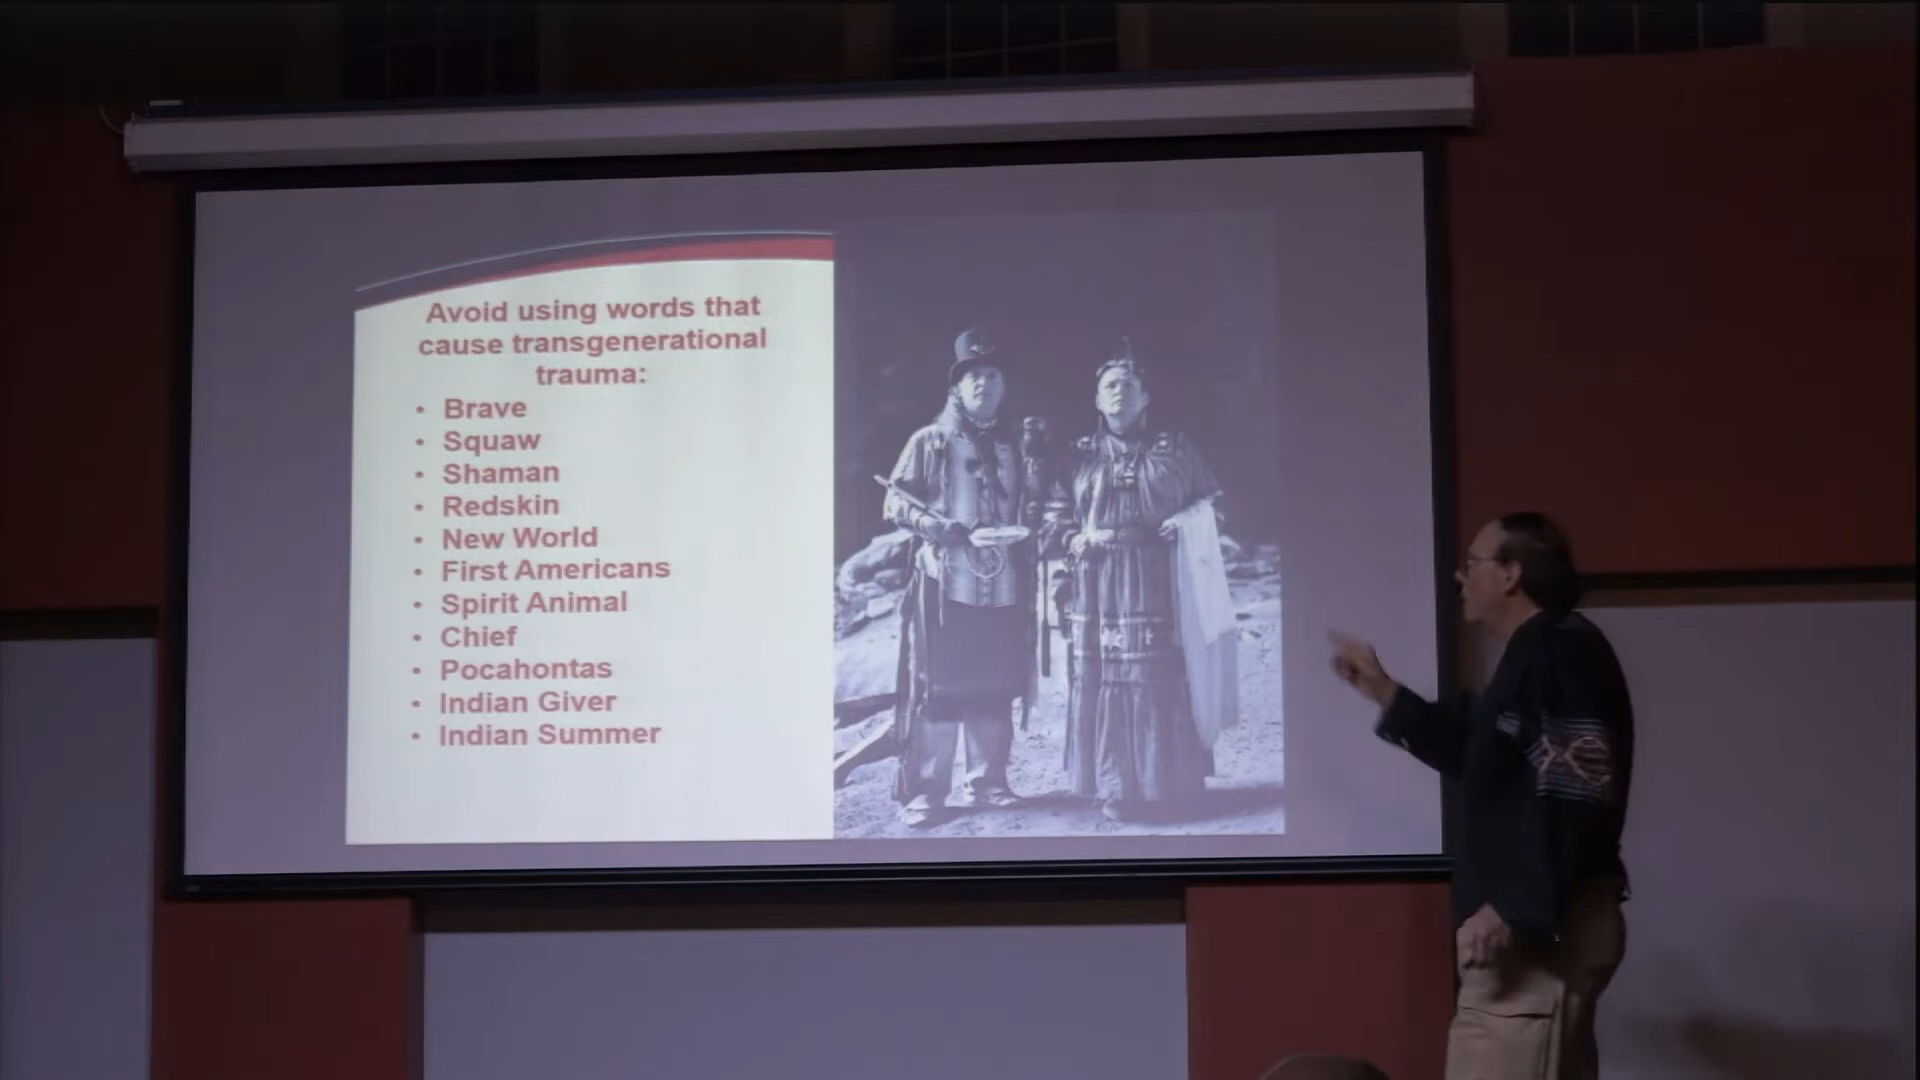 Avoid using words that
cause transgenerational
trauma:
• Brave
• Squaw
• Shaman
• Redskin
• New World
• First Americans
• Spirit Animal
• Chief
• Pocahontas
• Indian Giver
• Indian Summer